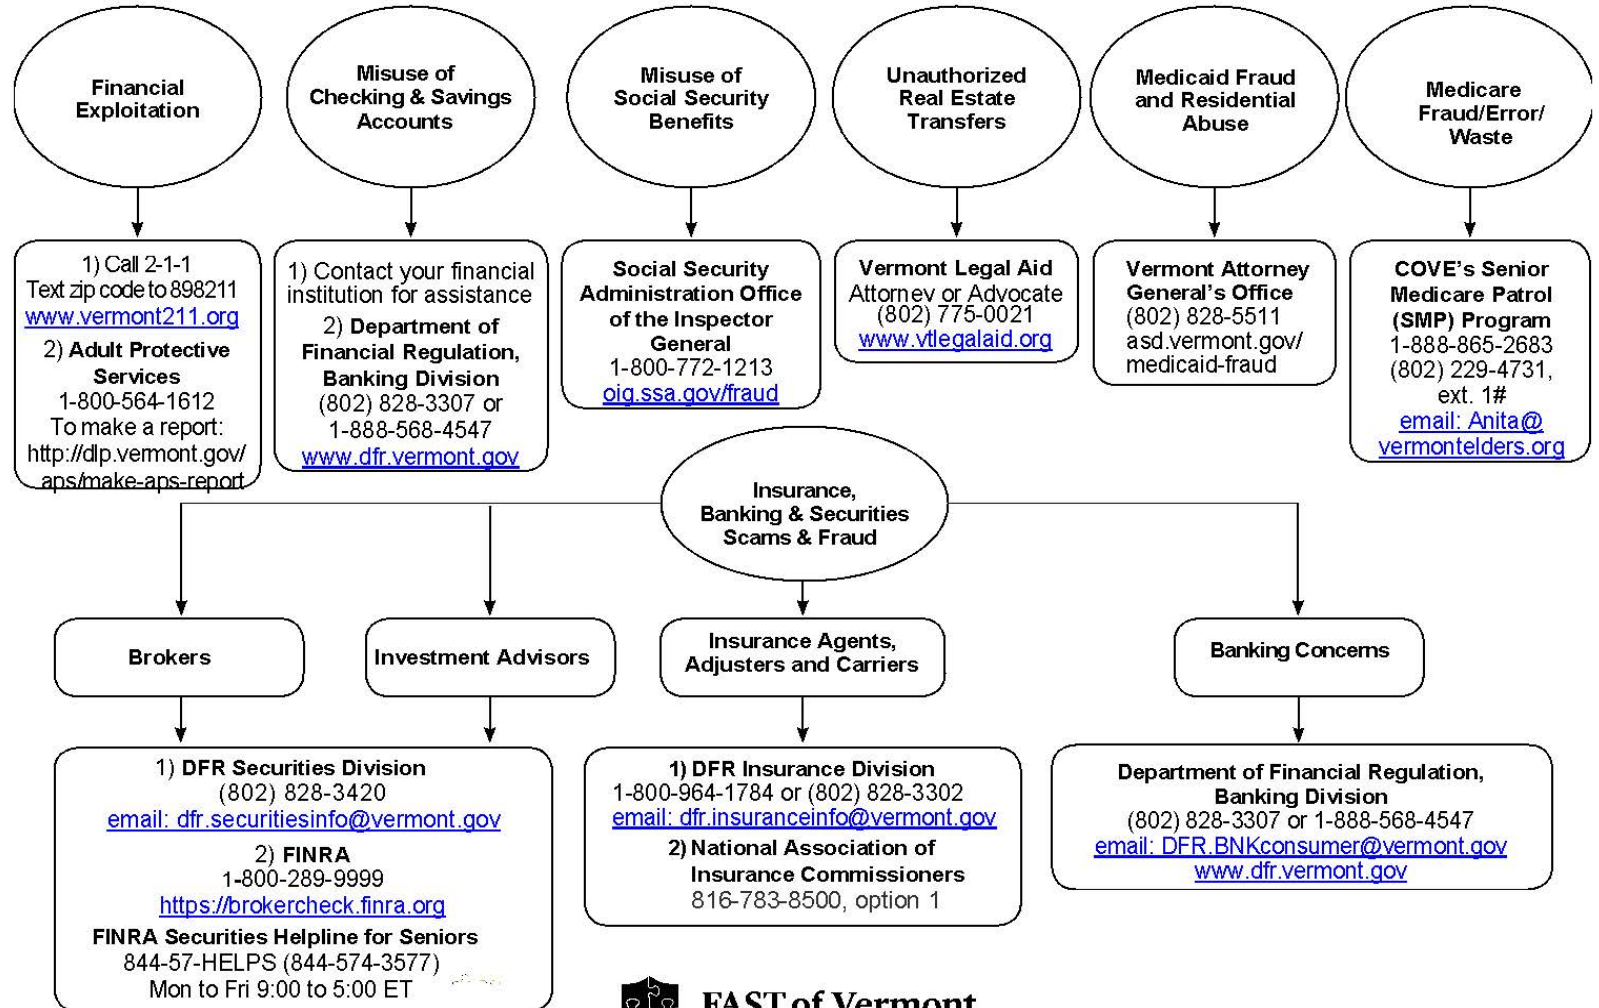 Financial
Exploitation
Misuse of
Checking & Savings
Accounts
Misuse of
Social Security
Benefits
Unauthorized
Real Estate
Transfers
Medicaid Fraud
and Residential
Abuse
Medicare
Fraud/Error/
Waste
1) Call 2-1-1
Text zip code to 898211
www.vermont211.org
2) Adult Protective
Services
1-800-564-1612
To make a report:
http://dlp.vermont.gov/
aps/make-aps-report
1) Contact your financial
institution for assistance
2) Department of
Financial Regulation,
Banking Division
(802) 828-3307 or
1-888-568-4547
www.dfr.vermont.gov
Social Security
Administration Office
of the Inspector
General
1-800-772-1213
oig.ssa.gov/fraud
Vermont Legal Aid
Attorney or Advocate
(802) 775-0021
www.vtlegalaid.org
Vermont Attorney
General's Office
(802) 828-5511
asd.vermont.gov/
medicaid-fraud
COVE's Senior
Medicare Patrol
(SMP) Program
1-888-865-2683
(802) 229-4731,
ext. 1#
email: Anita@
vermontelders.org
Insurance,
Banking & Securities
Scams & Fraud
Brokers
Investment Advisors
Insurance Agents,
Adjusters and Carriers
Banking Concerns
1) DFR Securities Division
(802) 828-3420
email: dfr.securitiesinfo@vermont.gov
2) FINRA
1-800-289-9999
https://brokercheck.finra.org
FINRA Securities Helpline for Seniors
844-57-HELPS (844-574-3577)
Mon to Fri 9:00 to 5:00 ET
1) DFR Insurance Division
1-800-964-1784 or (802) 828-3302
email: dfr.insuranceinfo@vermont.gov
2) National Association of
Insurance Commissioners
816-783-8500, option 1
Department of Financial Regulation,
Banking Division
(802) 828-3307 or 1-888-568-4547
email: DFR.BNKconsumer@vermont.gov
www.dfr.vermont.gov
FAST of Vermont